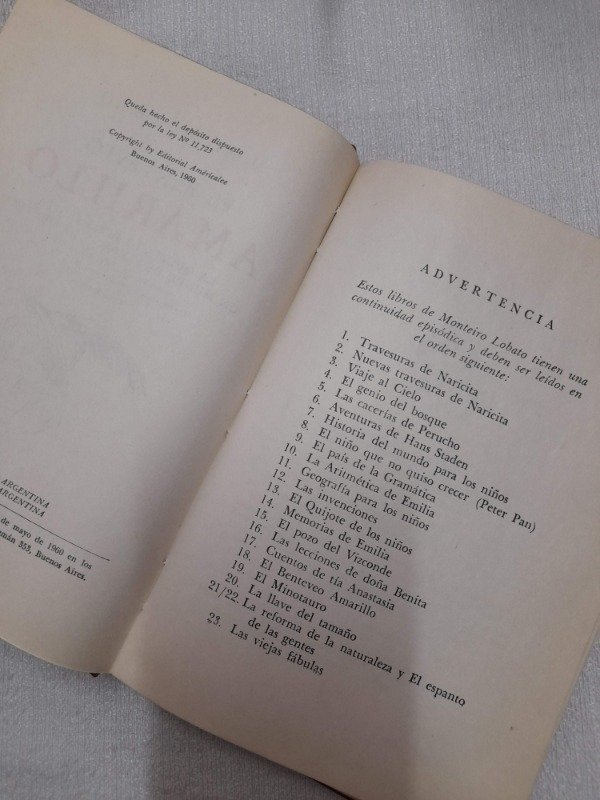 Queda hecho el depósito dispuesto
por la ley Nº 11,723
Copyright by Editorial Américalee
Buenos Aires, 1960
ARGENTINA
ARGENTINA
de mayo de 1960 en los
555, Buenos Aires.
ADVERTENCIA
Estos libros de Monteiro Lobato tienen una
continuidad episódica y deben ser leídos en
el orden siguiente:
1. Travesuras de Naricita
2. Nuevas travesuras de Naricita
3. Viaje al Cielo
4. El genio del bosque
5. Las cacerías de Perucho
6. Aventuras de Hans Staden
7. Historia del mundo para los niños
8. El niño que no quiso crecer (Peter Pan)
9. El país de la Gramática
10. La Aritmética de Emilia
11. Geografía para los niños
12. Las invenciones
13. El Quijote de los niños
14. Memorias de Emilia
15. El pozo del Vizconde
16. Las lecciones de doña Benita
17. Cuentos de tía Anastasia
18. El Benteveo Amarillo
19. El Minotauro
20. La llave del tamaño
21/22. La reforma de la naturaleza y El espanto
de las gentes
23. Las viejas fábulas